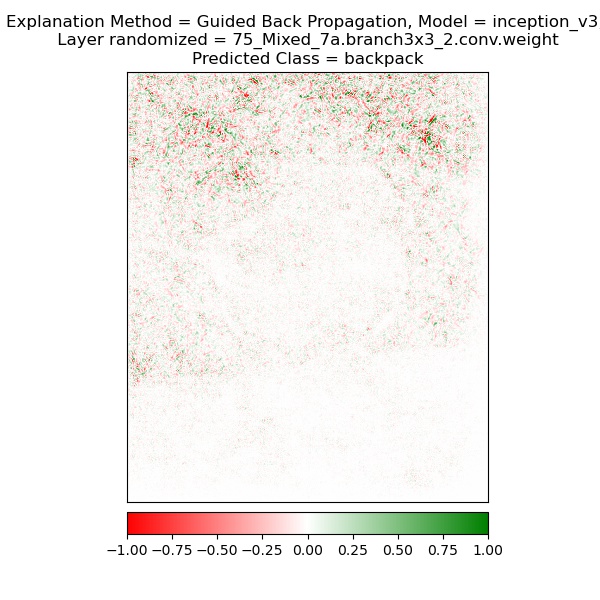 Explanation Method = Guided Back Propagation, Model = inception_v3
Layer randomized = 75_Mixed_7a.branch3x3_2.conv.weight
Predicted Class = backpack
−1.00 −0.75 −0.50 −0.25 0.00 0.25 0.50 0.75 1.00